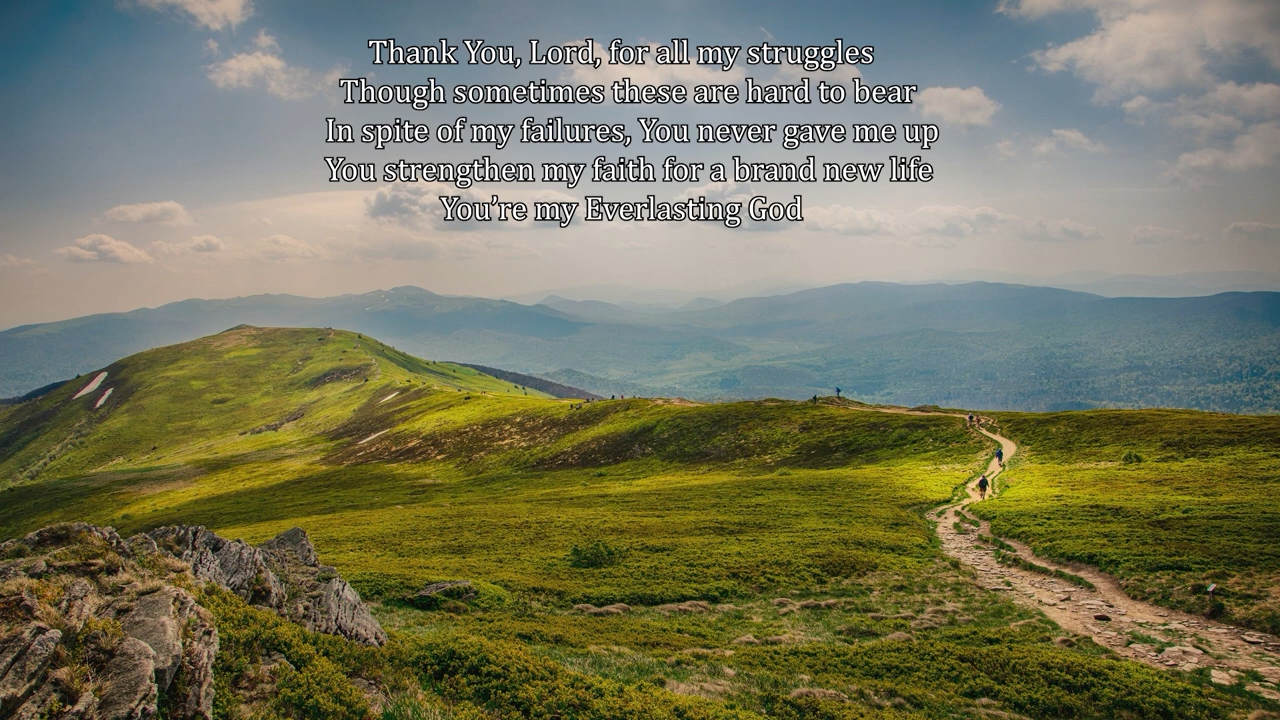 Thank You, Lord, for all my struggles
Though sometimes these are hard to bear
In spite of my failures, You never gave me up
You strengthen my faith for a brand new life
You’re my Everlasting God